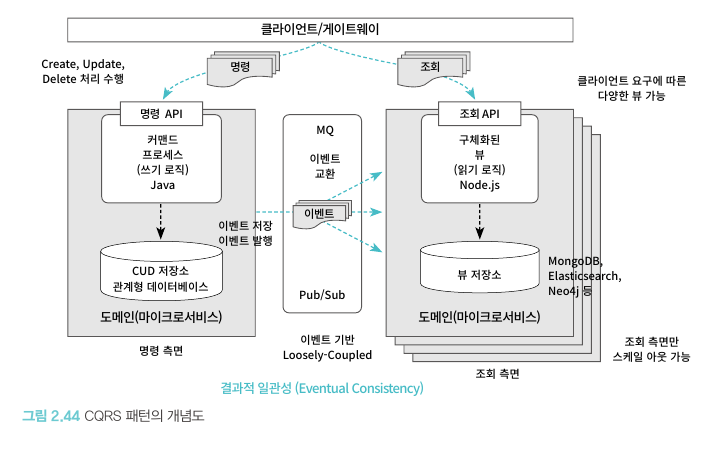 클라이언트/게이트웨이
Create, Update,
Delete 처리 수행
명령
조회
클라이언트 요구에 따른
다양한 뷰 가능
명령 API
커맨드
프로세스
(쓰기 로직)
Java
CUD 저장소
관계형 데이터베이스
도메인(마이크로서비스)
명령 측면
이벤트 저장
이벤트 발행
MQ
이벤트
교환
이벤트
Pub/Sub
이벤트 기반
Loosely-Coupled
조회 API
구체화된
뷰
(읽기 로직)
Node.js
뷰 저장소
MongoDB,
Elasticsearch,
Neo4j 등
도메인(마이크로서비스)
조회 측면만
스케일 아웃 가능
조회 측면
결과적 일관성 (Eventual Consistency)
그림 2.44 CQRS 패턴의 개념도